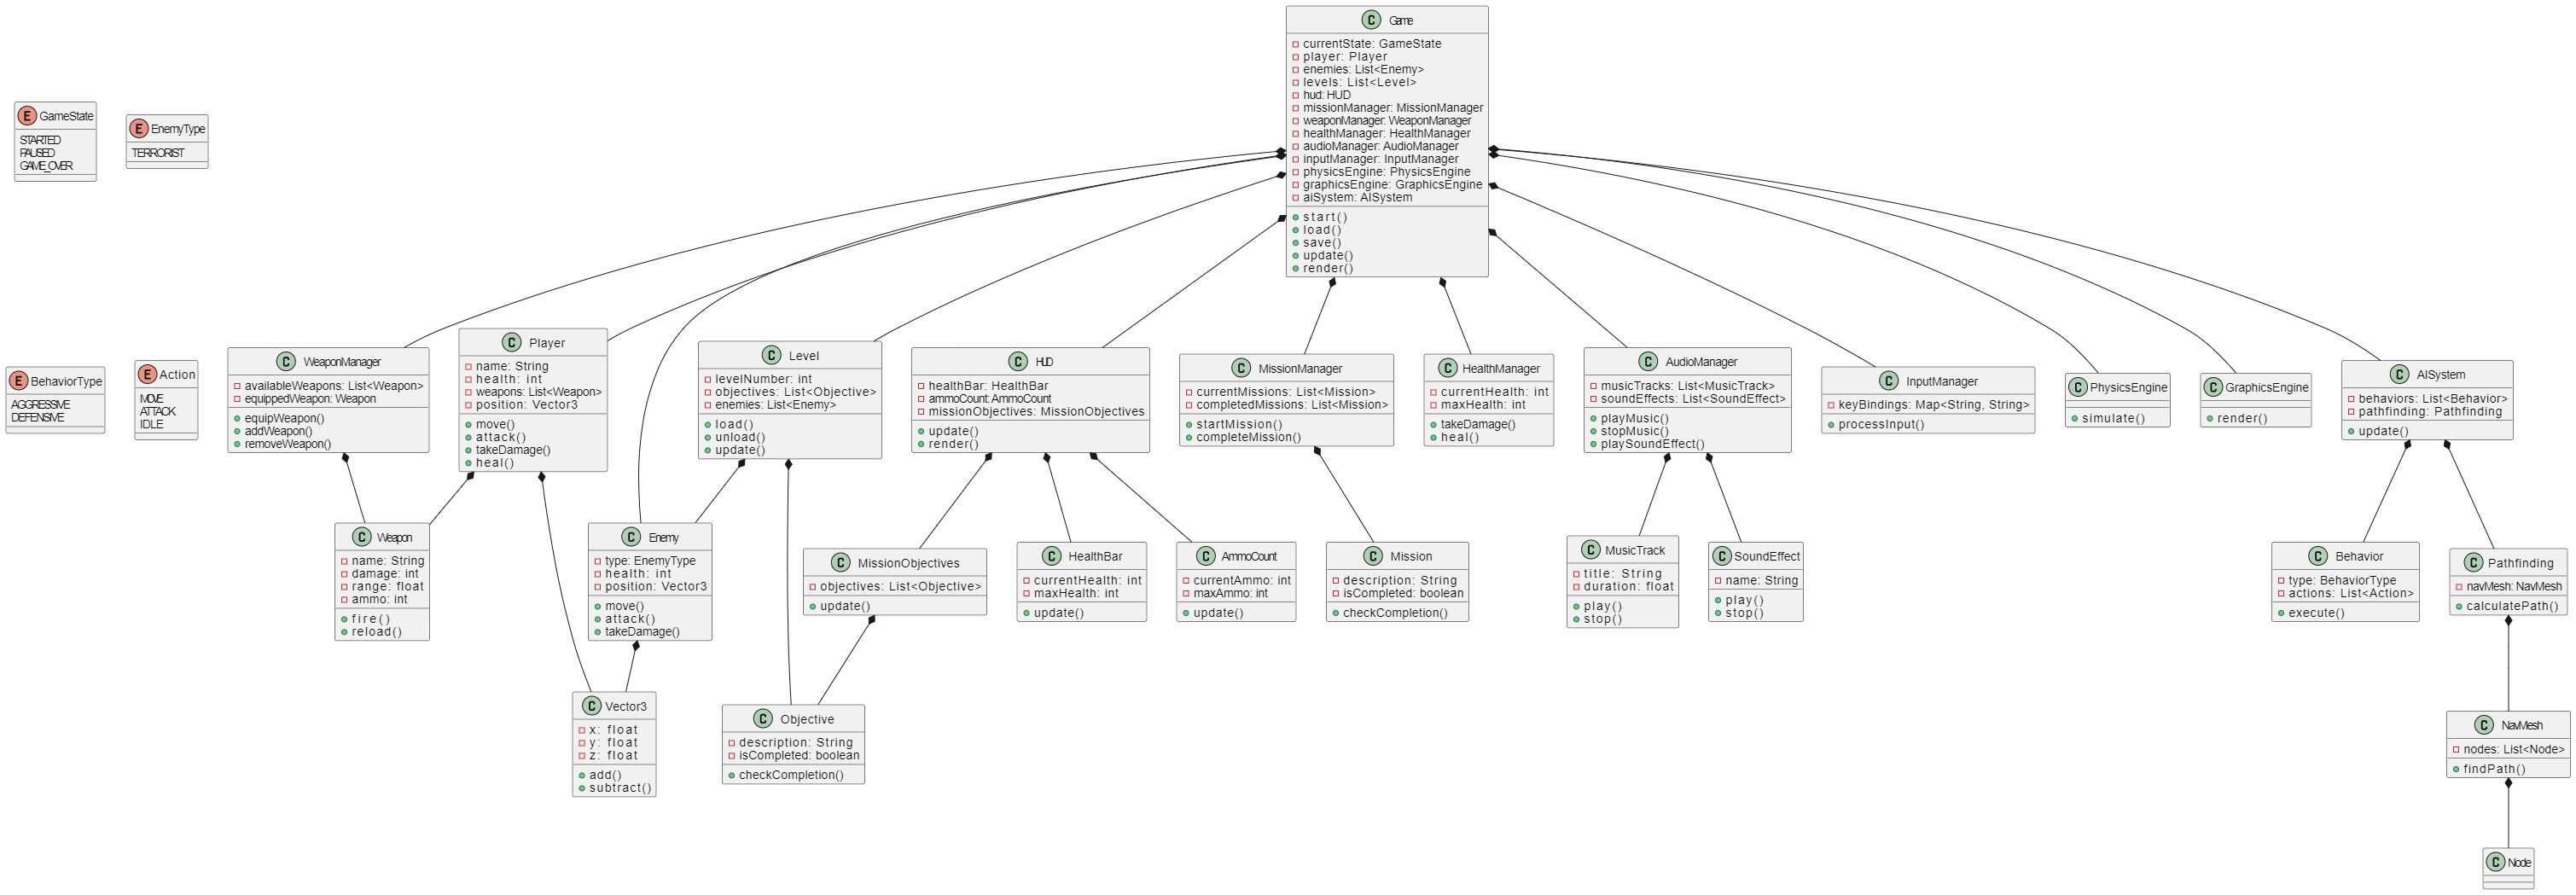 C Game
currentState: GameState
player: Player
enemies: List<Enemy>
levels: List<Level>
hud: HUD
missionManager: MissionManager
weaponManager: WeaponManager
healthManager: HealthManager
audioManager: AudioManager
inputManager: InputManager
physicsEngine: PhysicsEngine
graphicsEngine: GraphicsEngine
aiSystem: AISystem
start()
load()
save()
update()
render()
E GameState
STARTED
PAUSED
GAME_OVER
E EnemyType
TERRORIST
E BehaviorType
AGGRESSIVE
DEFENSIVE
E Action
MOVE
ATTACK
IDLE
C WeaponManager
availableWeapons: List<Weapon>
equippedWeapon: Weapon
equipWeapon()
addWeapon()
removeWeapon()
C Player
name: String
health: int
weapons: List<Weapon>
position: Vector3
move()
attack()
takeDamage()
heal()
C Level
levelNumber: int
objectives: List<Objective>
enemies: List<Enemy>
load()
unload()
update()
C HUD
healthBar: HealthBar
ammoCount: AmmoCount
missionObjectives: MissionObjectives
update()
render()
C MissionManager
currentMissions: List<Mission>
completedMissions: List<Mission>
startMission()
completeMission()
C HealthManager
currentHealth: int
maxHealth: int
takeDamage()
heal()
C AudioManager
musicTracks: List<MusicTrack>
soundEffects: List<SoundEffect>
playMusic()
stopMusic()
playSoundEffect()
C InputManager
keyBindings: Map<String, String>
processInput()
C PhysicsEngine
simulate()
C GraphicsEngine
render()
C AISystem
behaviors: List<Behavior>
pathfinding: Pathfinding
update()
C Weapon
name: String
damage: int
range: float
ammo: int
fire()
reload()
C Enemy
type: EnemyType
health: int
position: Vector3
move()
attack()
takeDamage()
C MissionObjectives
objectives: List<Objective>
update()
C HealthBar
currentHealth: int
maxHealth: int
update()
C AmmoCount
currentAmmo: int
maxAmmo: int
update()
C Mission
description: String
isCompleted: boolean
checkCompletion()
C MusicTrack
title: String
duration: float
play()
stop()
C SoundEffect
name: String
play()
stop()
C Behavior
type: BehaviorType
actions: List<Action>
execute()
C Pathfinding
navMesh: NavMesh
calculatePath()
C Vector3
x: float
y: float
z: float
add()
subtract()
C Objective
description: String
isCompleted: boolean
checkCompletion()
C NavMesh
nodes: List<Node>
findPath()
C Node